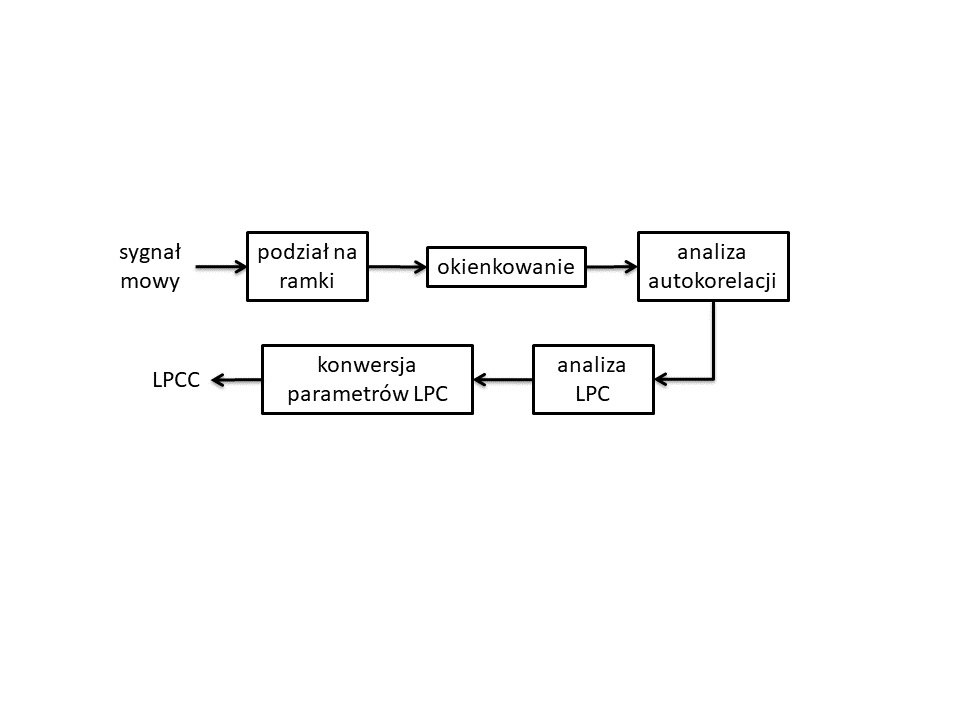 sygnał
mowy
podział na
ramki
okienkowanie
analiza
autokorelacji
analiza
LPC
konwersja
parametrów LPC
LPCC